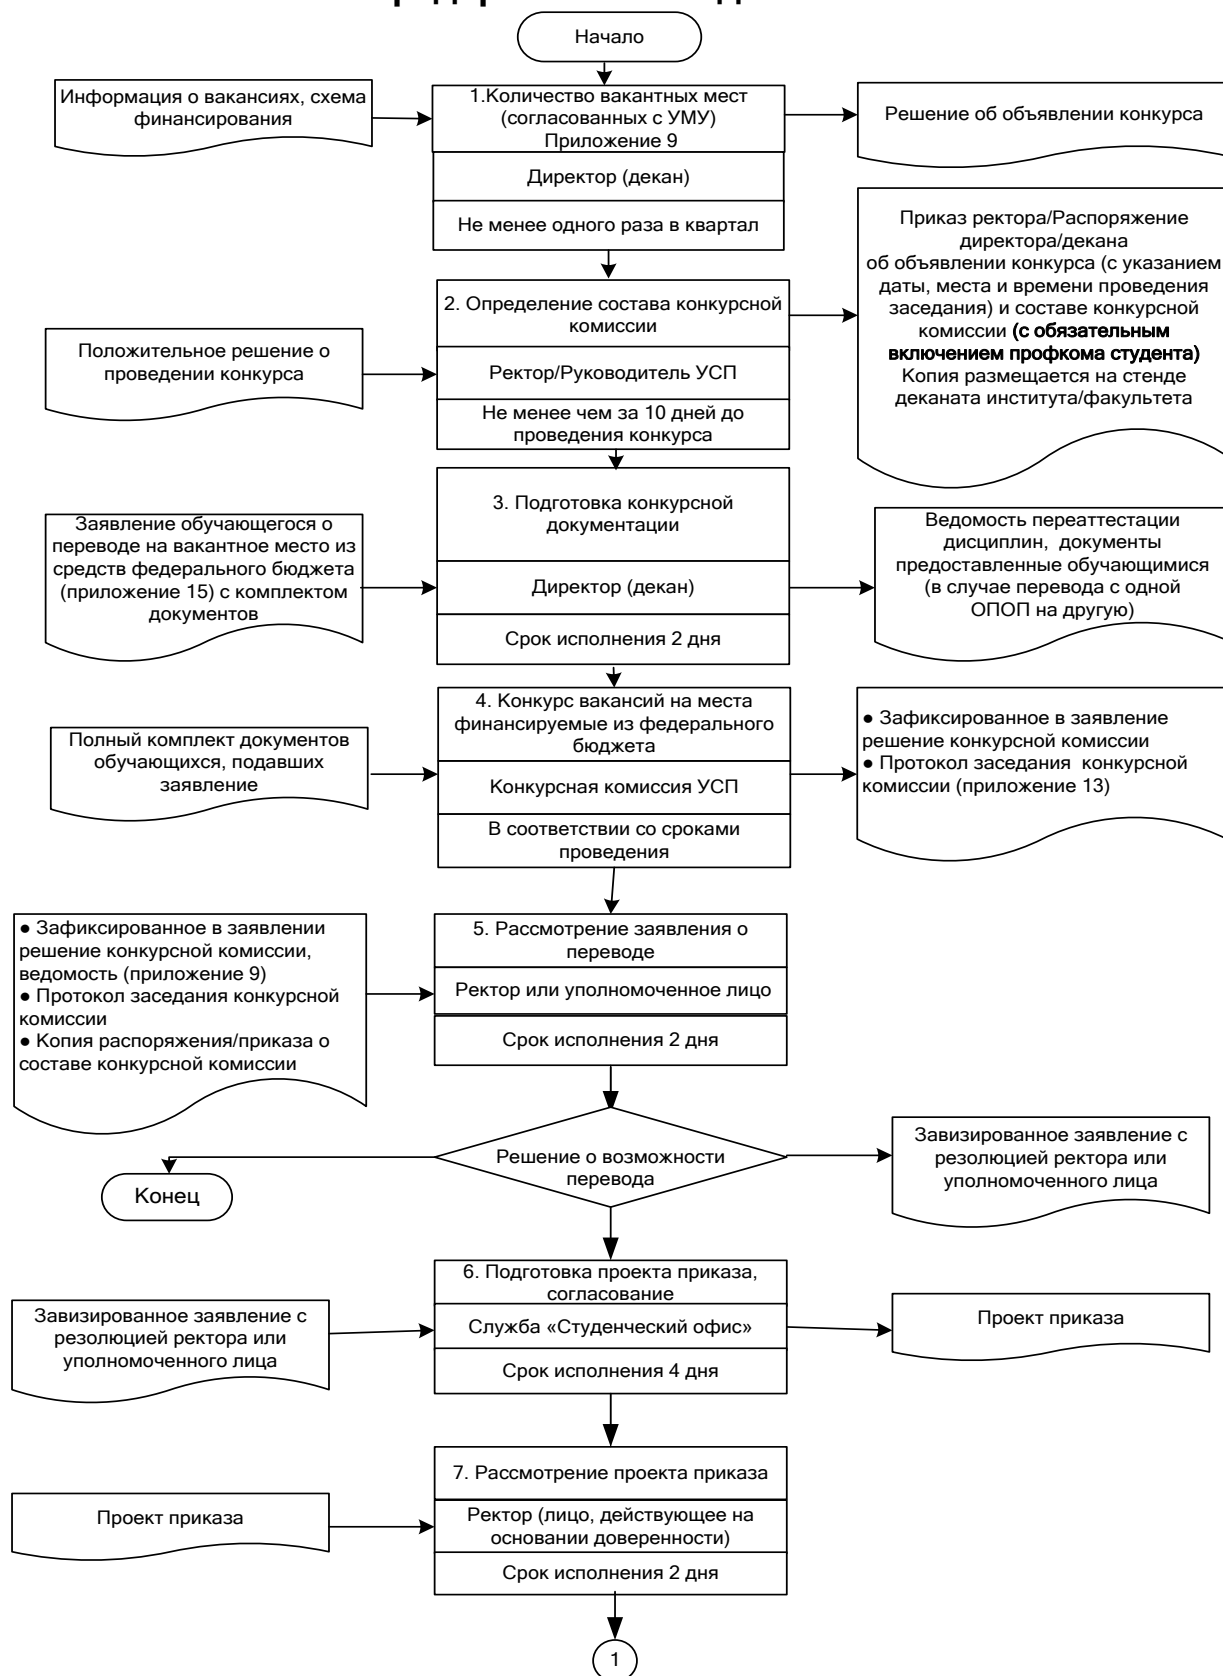 Начало
Информация о вакансиях, схема
финансирования
1.Количество вакантных мест
(согласованных с УМУ)
Приложение 9
Директор (декан)
Не менее одного раза в квартал
Решение об объявлении конкурса
Приказ ректора/Распоряжение
директора/декана
об объявлении конкурса (с указанием
даты, места и времени проведения
заседания) и составе конкурсной
комиссии (с обязательным
включением профкома студента)
Копия размещается на стенде
деканата института/факультета
2. Определение состава конкурсной
комиссии
Ректор/Руководитель УСП
Не менее чем за 10 дней до
проведения конкурса
Положительное решение о
проведении конкурса
3. Подготовка конкурсной
документации
Директор (декан)
Срок исполнения 2 дня
Заявление обучающегося о
переводе на вакантное место из
средств федерального бюджета
(приложение 15) с комплектом
документов
Ведомость переаттестации
дисциплин, документы
предоставленные обучающимися
(в случае перевода с одной
ОПОП на другую)
4. Конкурс вакансий на места
финансируемые из федерального
бюджета
Конкурсная комиссия УСП
В соответствии со сроками
проведения
Полный комплект документов
обучающихся, подавших
заявление
● Зафиксированное в заявление
решение конкурсной комиссии
● Протокол заседания конкурсной
комиссии (приложение 13)
● Зафиксированное в заявлении
решение конкурсной комиссии,
ведомость (приложение 9)
● Протокол заседания конкурсной
комиссии
● Копия распоряжения/приказа о
составе конкурсной комиссии
5. Рассмотрение заявления о
переводе
Ректор или уполномоченное лицо
Срок исполнения 2 дня
Решение о возможности
перевода
Конец
Завизированное заявление с
резолюцией ректора или
уполномоченного лица
6. Подготовка проекта приказа,
согласование
Служба «Студенческий офис»
Срок исполнения 4 дня
Завизированное заявление с
резолюцией ректора или
уполномоченного лица
Проект приказа
7. Рассмотрение проекта приказа
Ректор (лицо, действующее на
основании доверенности)
Срок исполнения 2 дня
Проект приказа
1